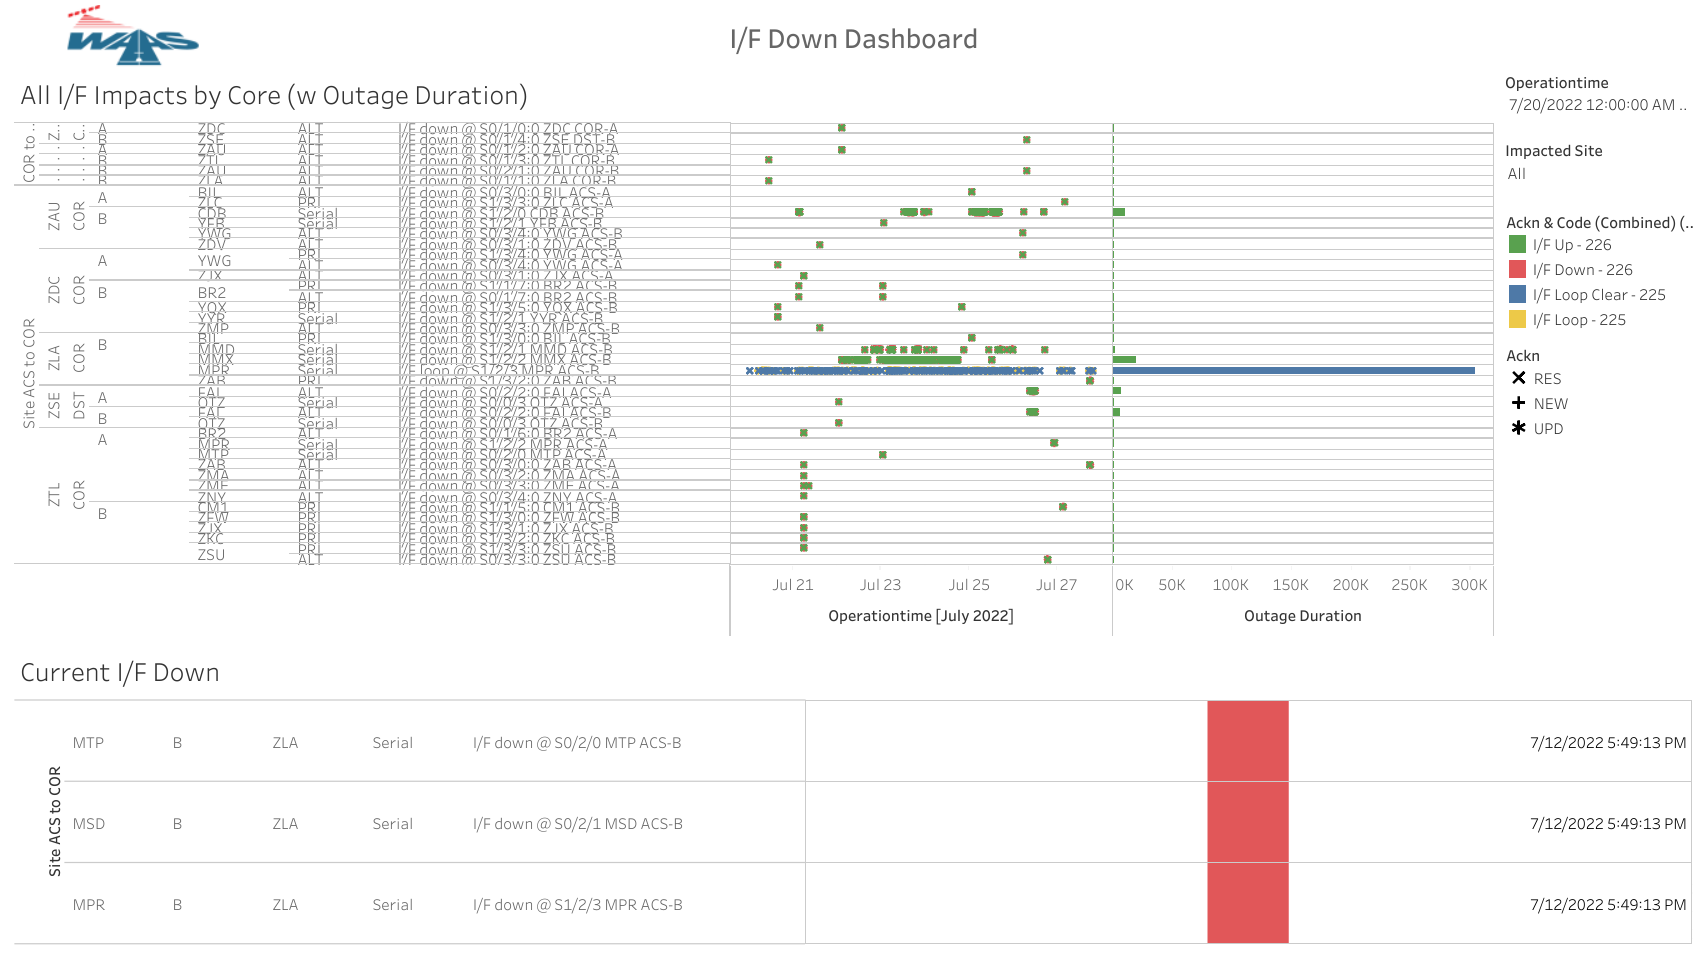 WAAS
I/F Down Dashboard
All I/F Impacts by Core (w Outage Duration)
COR to .. Z.. C.. A ZDC ALT I/F down @ S0/1/0:0 ZDC COR-A
B ZSE ALT I/F down @ S0/1/4:0 ZSE DST-B
A ZAU ALT I/F down @ S0/1/2:0 ZAU COR-A
B ZTL ALT I/F down @ S0/1/3:0 ZTL COR-B
B ZAU ALT I/F down @ S0/2/1:0 ZAU COR-B
B ZLA ALT I/F down @ S0/1/1:0 ZLA COR-B
Site ACS to COR
ZAU COR A BIL ALT I/F down @ S0/3/0:0 BIL ACS-A
ZLC PRI I/F down @ S1/3/3:0 ZLC ACS-A
B CDB Serial I/F down @ S1/2/0 CDB ACS-B
YFB Serial I/F down @ S1/2/1 YFB ACS-B
YWG ALT I/F down @ S0/3/4:0 YWG ACS-B
ZDV ALT I/F down @ S0/3/1:0 ZDV ACS-B
ZDC COR A YWG PRI I/F down @ S1/3/4:0 YWG ACS-A
ALT I/F down @ S0/3/4:0 YWG ACS-A
ZJX ALT I/F down @ S0/3/1:0 ZJX ACS-A
B BR2 PRI I/F down @ S1/1/7:0 BR2 ACS-B
ALT I/F down @ S0/1/7:0 BR2 ACS-B
YQX PRI I/F down @ S1/3/5:0 YQX ACS-B
YYR Serial I/F down @ S1/2/1 YYR ACS-B
ZMP ALT I/F down @ S0/3/3:0 ZMP ACS-B
ZLA COR B BIL PRI I/F down @ S1/3/0:0 BIL ACS-B
MMD Serial I/F down @ S1/2/1 MMD ACS-B
MMX Serial I/F down @ S1/2/2 MMX ACS-B
MPR Serial I/F loop @ S1/2/3 MPR ACS-B
ZAB PRI I/F down @ S1/3/2:0 ZAB ACS-B
ZSE DST A FAI ALT I/F down @ S0/2/2:0 FAI ACS-A
OTZ Serial I/F down @ S0/0/3 OTZ ACS-A
B FAI ALT I/F down @ S0/2/2:0 FAI ACS-B
OTZ Serial I/F down @ S0/0/3 OTZ ACS-B
ZTL COR A BR2 ALT I/F down @ S0/1/6:0 BR2 ACS-A
MPR Serial I/F down @ S1/2/2 MPR ACS-A
MTP Serial I/F down @ S0/2/0 MTP ACS-A
ZAB ALT I/F down @ S0/3/0:0 ZAB ACS-A
ZMA ALT I/F down @ S0/3/2:0 ZMA ACS-A
ZME ALT I/F down @ S0/3/3:0 ZME ACS-A
ZNY ALT I/F down @ S0/3/4:0 ZNY ACS-A
B CM1 PRI I/F down @ S1/1/5:0 CM1 ACS-B
ZFW PRI I/F down @ S1/3/0:0 ZFW ACS-B
ZJX PRI I/F down @ S1/3/1:0 ZJX ACS-B
ZKC PRI I/F down @ S1/3/2:0 ZKC ACS-B
ZSU PRI I/F down @ S1/3/3:0 ZSU ACS-B
ALT I/F down @ S0/3/3:0 ZSU ACS-B
Jul 21 Jul 23 Jul 25 Jul 27 0K 50K 100K 150K 200K 250K 300K
Operationtime [July 2022] Outage Duration
Operationtime
7/20/2022 12:00:00 AM ..
Impacted Site
All
Ackn & Code (Combined) (..
I/F Up - 226
I/F Down - 226
I/F Loop Clear - 225
I/F Loop - 225
Ackn
RES
NEW
UPD
Current I/F Down
Site ACS to COR
MTP B ZLA Serial I/F down @ S0/2/0 MTP ACS-B 7/12/2022 5:49:13 PM
MSD B ZLA Serial I/F down @ S0/2/1 MSD ACS-B 7/12/2022 5:49:13 PM
MPR B ZLA Serial I/F down @ S1/2/3 MPR ACS-B 7/12/2022 5:49:13 PM